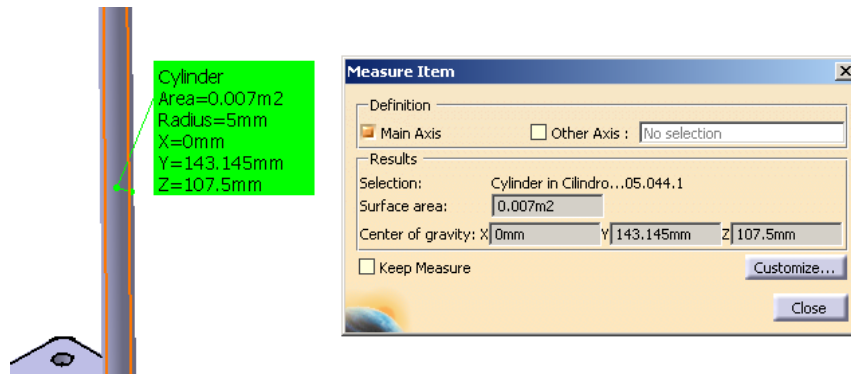 Cylinder
Area=0.007m2
Radius=5mm
X=0mm
Y=143.145mm
Z=107.5mm
Measure Item
Definition
Main Axis Other Axis : No selection
Results
Selection: Cylinder in Cilindro...05.044.1
Surface area: 0.007m2
Center of gravity: X 0mm Y 143.145mm Z 107.5mm
Keep Measure Customize...
Close